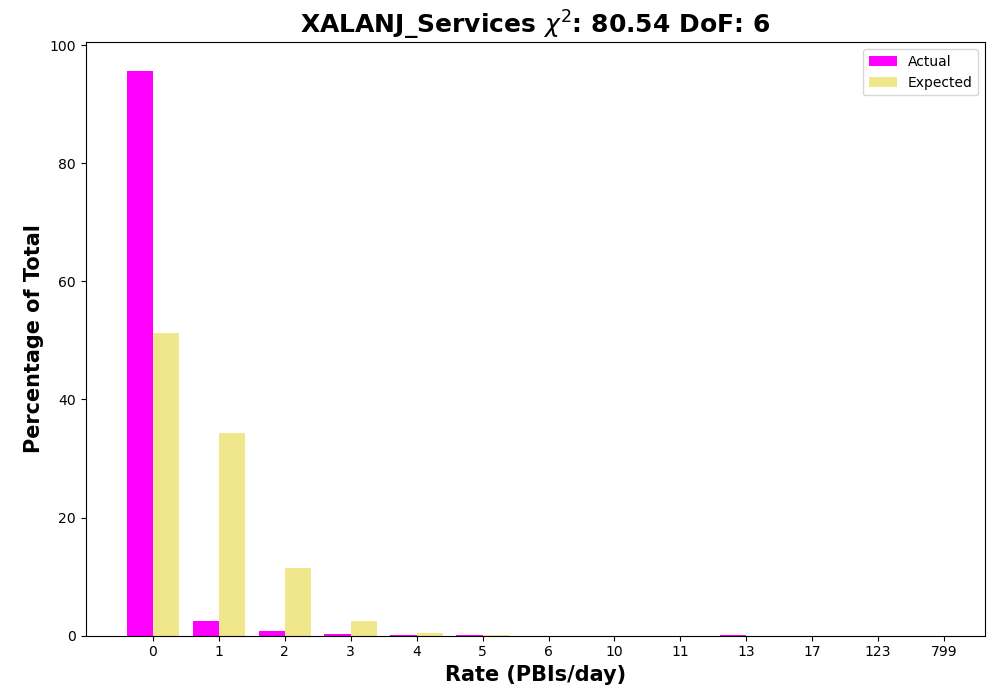 XALANJ_Services χ²: 80.54 DoF: 6
Actual
Expected
Percentage of Total
100
80
60
40
20
0
0 1 2 3 4 5 6 10 11 13 17 123 799
Rate (PBIs/day)